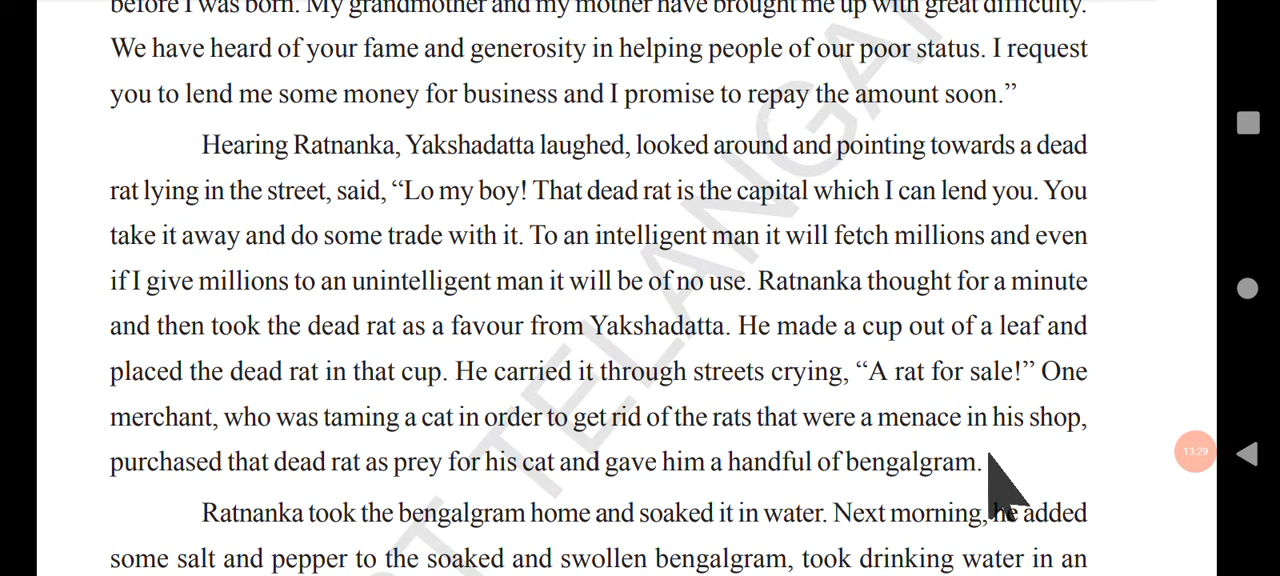 before I was born. My grandmother and my mother have brought me up with great difficulty.
We have heard of your fame and generosity in helping people of our poor status. I request
you to lend me some money for business and I promise to repay the amount soon.”
Hearing Ratnanka, Yakshadatta laughed, looked around and pointing towards a dead
rat lying in the street, said, “Lo my boy! That dead rat is the capital which I can lend you. You
take it away and do some trade with it. To an intelligent man it will fetch millions and even
if I give millions to an unintelligent man it will be of no use. Ratnanka thought for a minute
and then took the dead rat as a favour from Yakshadatta. He made a cup out of a leaf and
placed the dead rat in that cup. He carried it through streets crying, “A rat for sale!” One
merchant, who was taming a cat in order to get rid of the rats that were a menace in his shop,
purchased that dead rat as prey for his cat and gave him a handful of bengalgram.
Ratnanka took the bengalgram home and soaked it in water. Next morning, he added
some salt and pepper to the soaked and swollen bengalgram, took drinking water in an
13:29